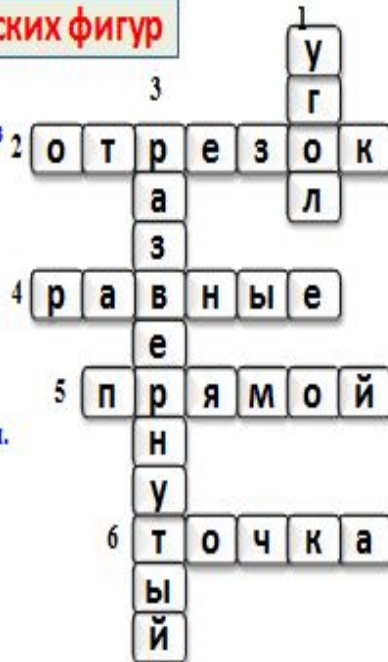 ских фигур
1
у
3
г
з
2 о т р е з о к
а л
з
4 р а в н ы е
е
5 п р я м о й
н
у
6 т о ч к а
ы
й